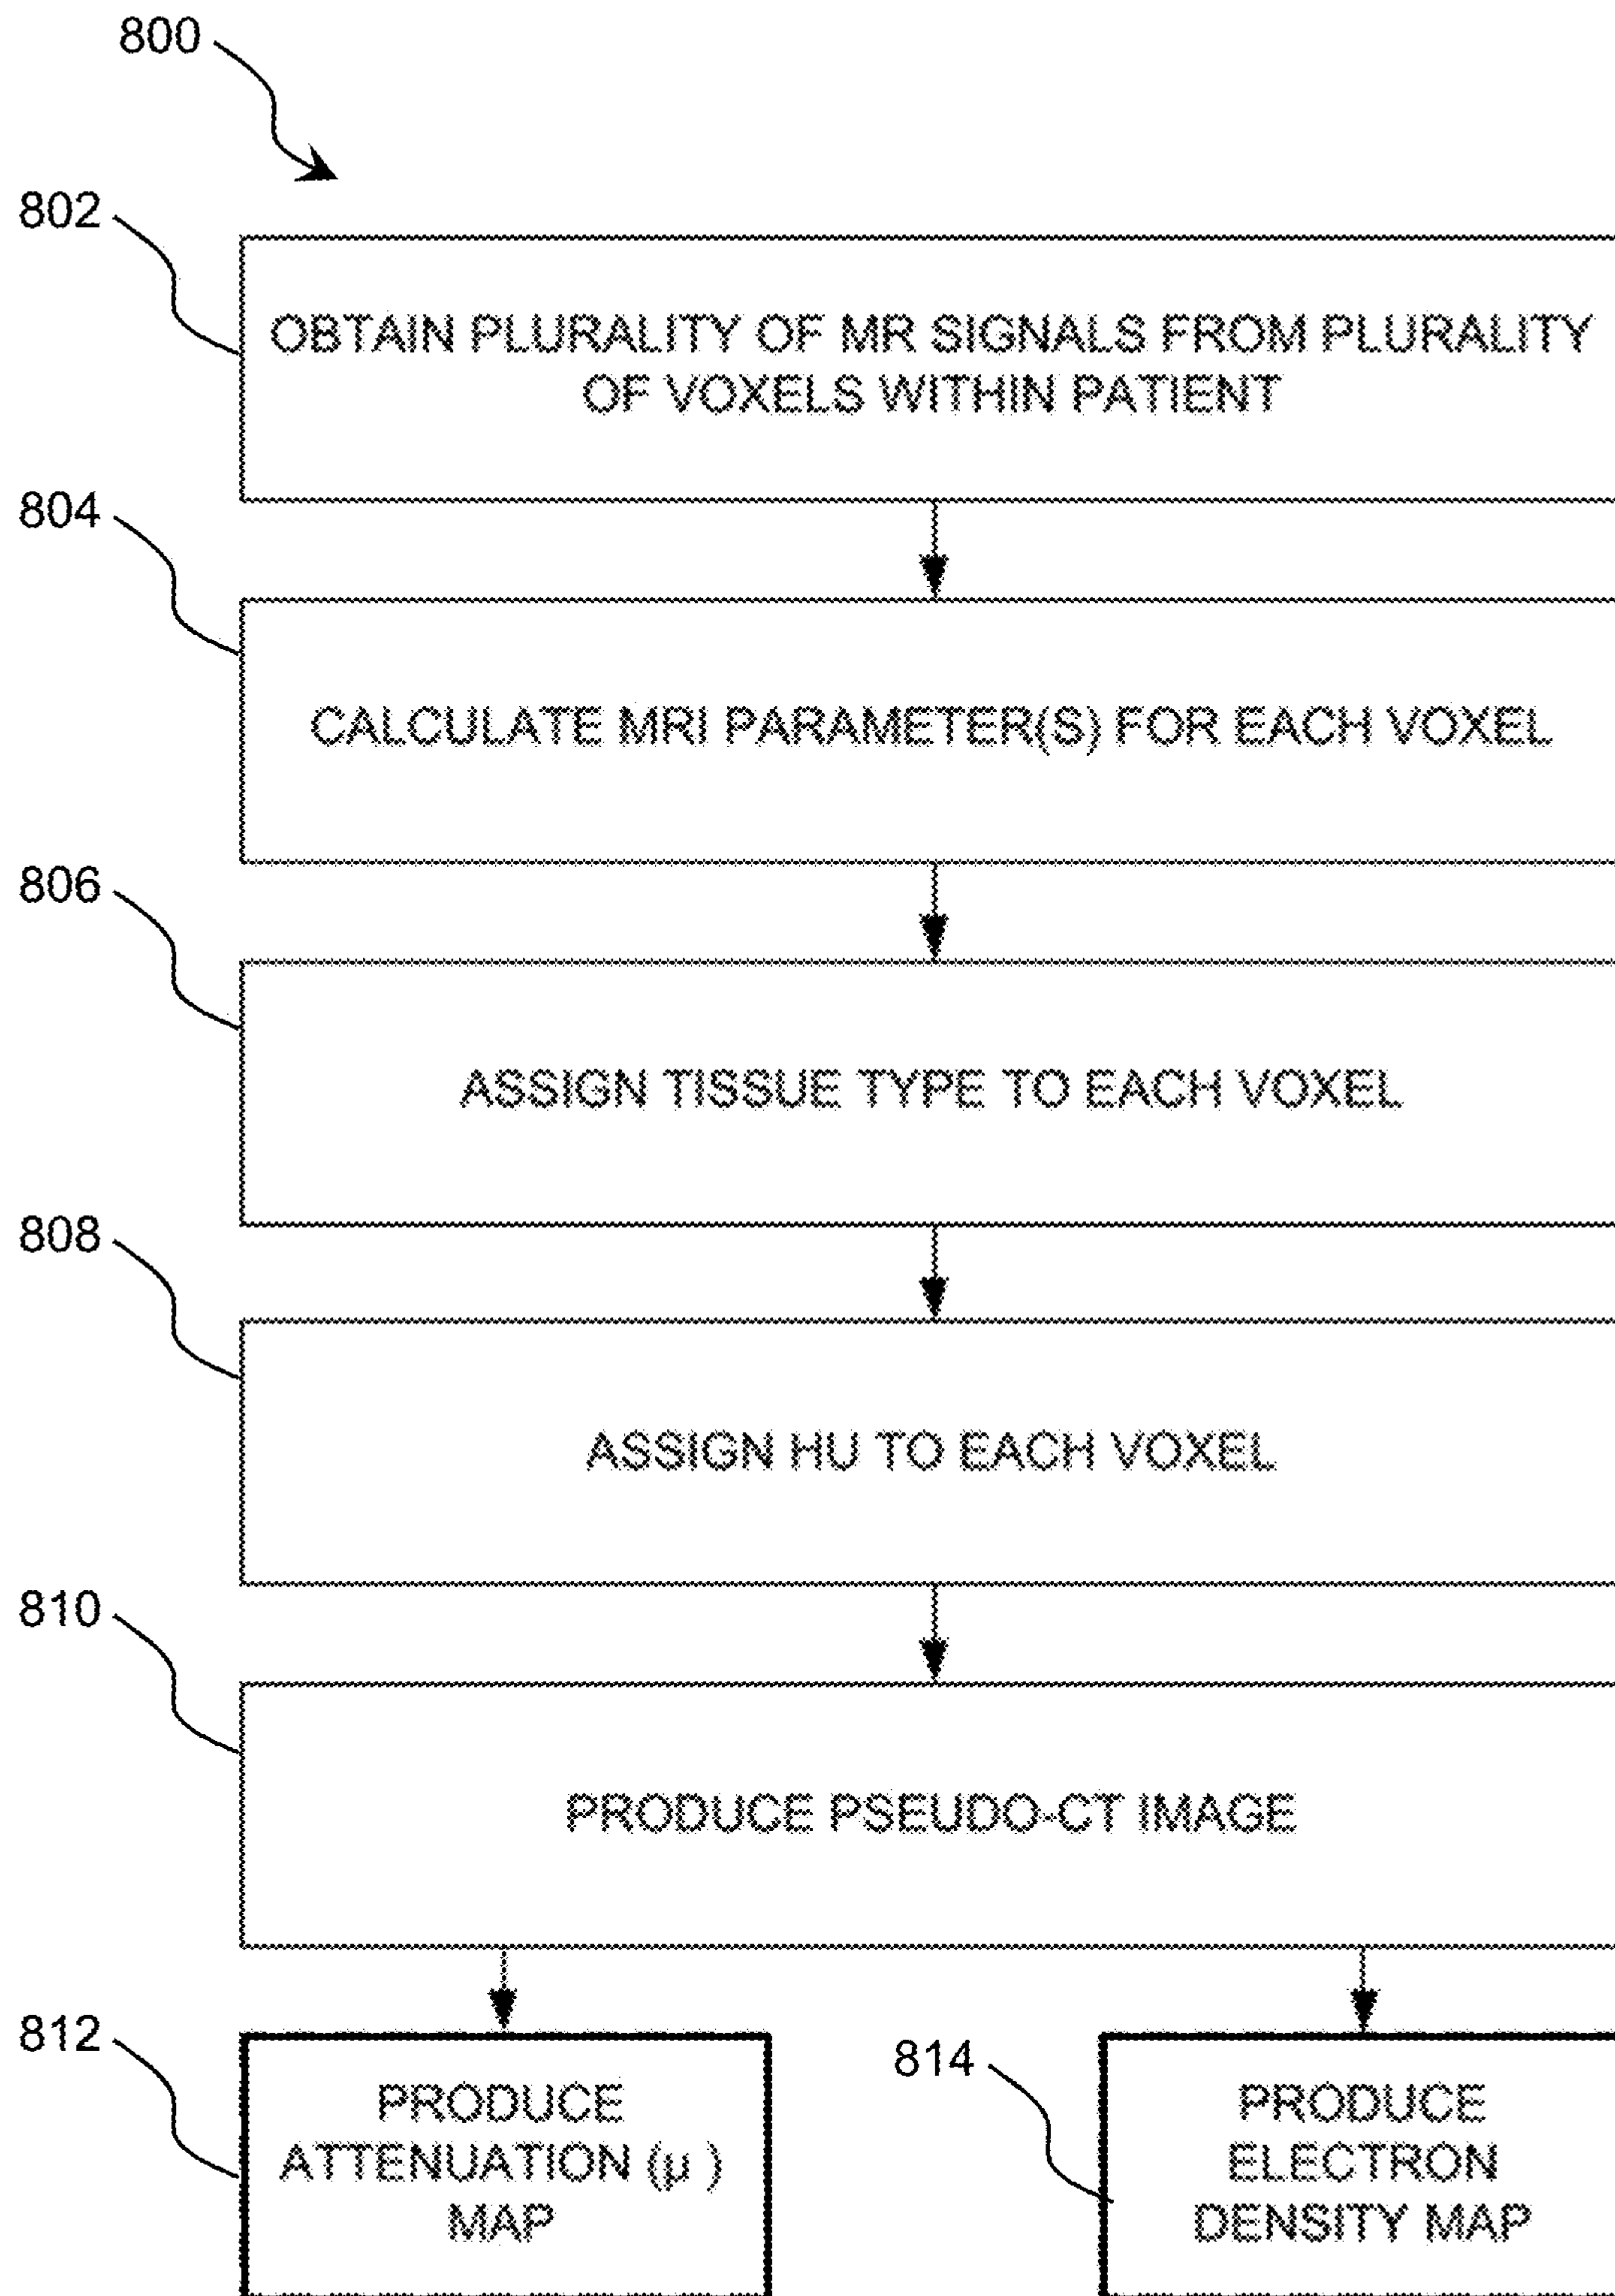 800
802
OBTAIN PLURALITY OF MR SIGNALS FROM PLURALITY
OF VOXELS WITHIN PATIENT
804
CALCULATE MRI PARAMETER(S) FOR EACH VOXEL
806
ASSIGN TISSUE TYPE TO EACH VOXEL
808
ASSIGN HU TO EACH VOXEL
810
PRODUCE PSEUDO-CT IMAGE
812
PRODUCE
ATTENUATION (μ )
MAP
814
PRODUCE
ELECTRON
DENSITY MAP